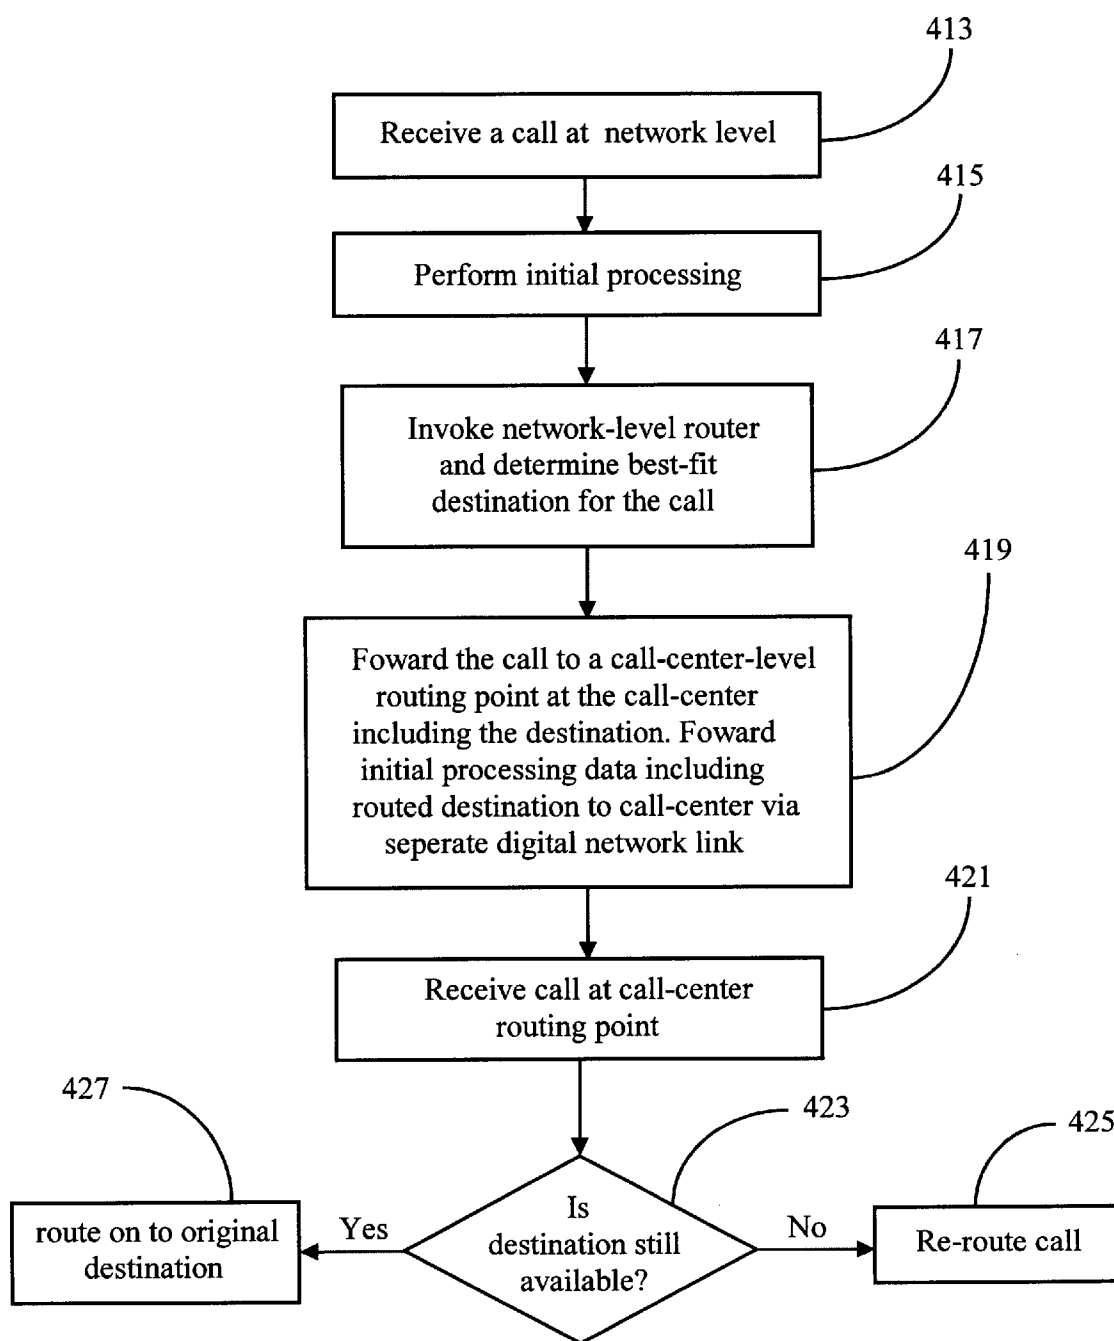 413
Receive a call at network level
415
Perform initial processing
417
Invoke network-level router
and determine best-fit
destination for the call
419
Foward the call to a call-center-level
routing point at the call-center
including the destination. Foward
initial processing data including
routed destination to call-center via
seperate digital network link
421
Receive call at call-center
routing point
427
423
425
route on to original
destination
Yes
Is
destination still
available?
No
Re-route call